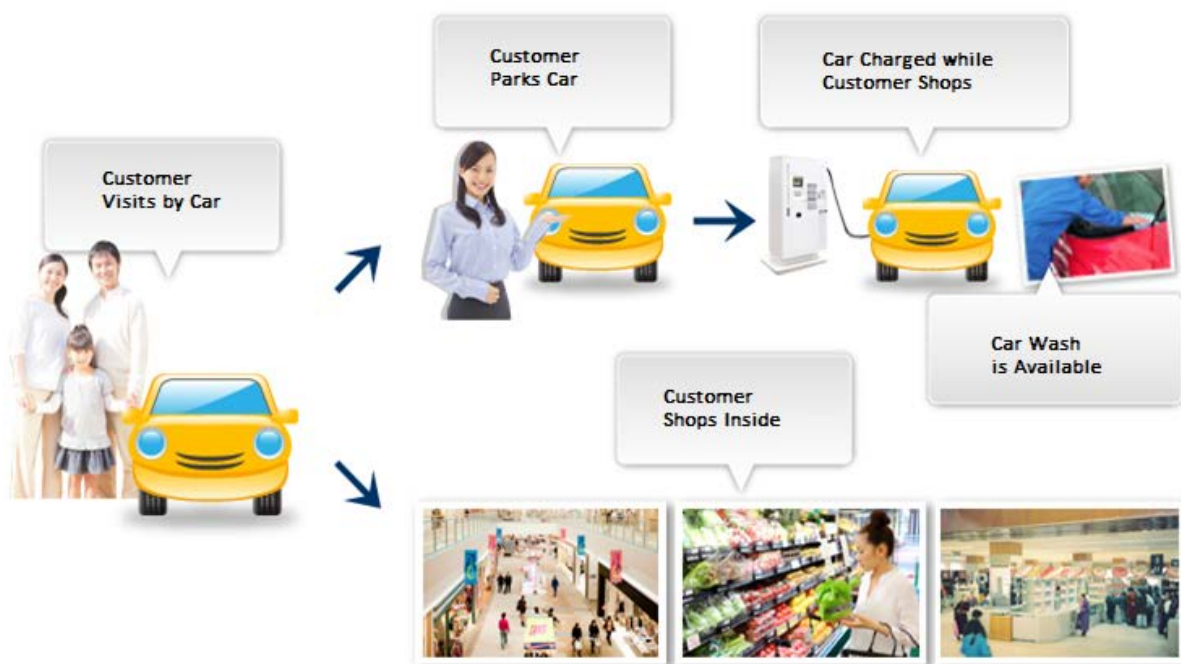 Customer
Visits by Car
Customer
Parks Car
Car Charged while
Customer Shops
Car Wash
is Available
Customer
Shops Inside